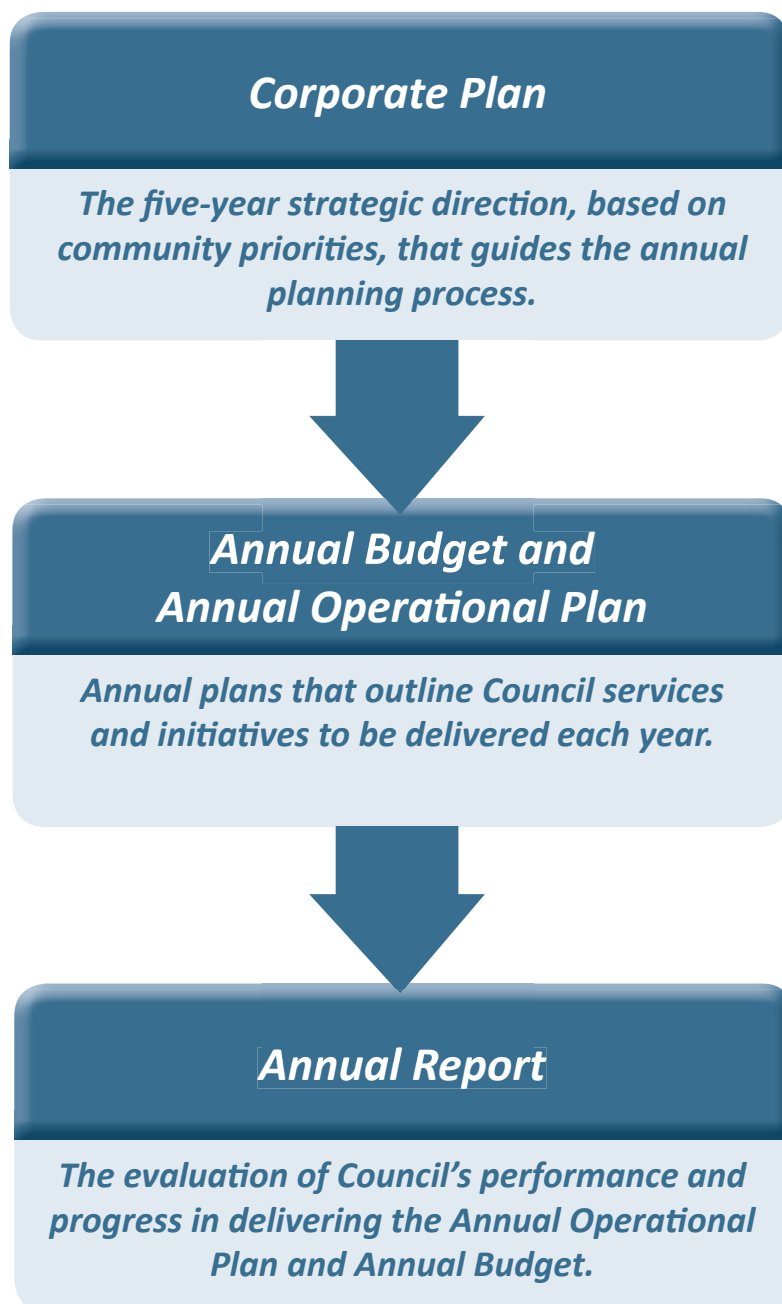 Corporate Plan
The five-year strategic direction, based on
community priorities, that guides the annual
planning process.
Annual Budget and
Annual Operational Plan
Annual plans that outline Council services
and initiatives to be delivered each year.
Annual Report
The evaluation of Council’s performance and
progress in delivering the Annual Operational
Plan and Annual Budget.